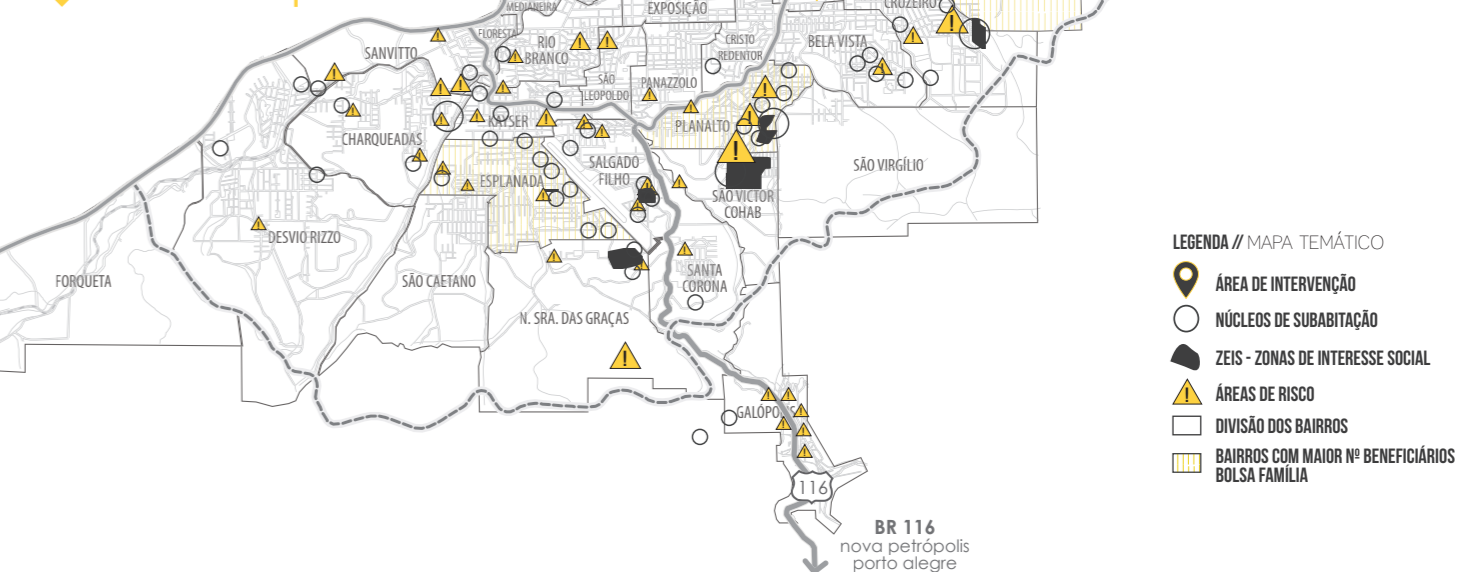 MEDIANEIRA
EXPOSIÇÃO
CRUZEIRO
FLORESTA
SANVITTO
RIO
BRANCO
CRISTO
REDENTOR
BELA VISTA
SÃO
LEOPOLDO
PANAZZOLO
CHARQUEADAS
KAYSER
PLANALTO
SALGADO
FILHO
SÃO VIRGÍLIO
ESPLANADA
SÃO VICTOR
COHAB
DESVIO RIZZO
FORQUETA
SÃO CAETANO
SANTA
CORONA
N. SRA. DAS GRAÇAS
GALÓPOLIS
116
BR 116
nova petrópolis
porto alegre
LEGENDA // MAPA TEMÁTICO
ÁREA DE INTERVENÇÃO
NÚCLEOS DE SUBABITAÇÃO
ZEIS - ZONAS DE INTERESSE SOCIAL
ÁREAS DE RISCO
DIVISÃO DOS BAIRROS
BAIRROS COM MAIOR Nº BENEFICIÁRIOS
BOLSA FAMÍLIA